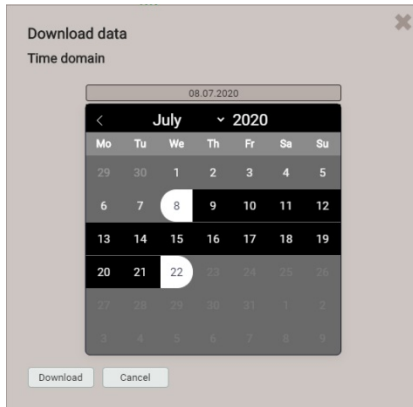 Download data
Time domain
08.07.2020
July 2020
Mo Tu We Th Fr Sa Su
29 30 1 2 3 4 5
6 7 8 9 10 11 12
13 14 15 16 17 18 19
20 21 22 23 24 25 26
27 28 29 30 31 1 2
3 4 5 6 7 8 9
Download Cancel